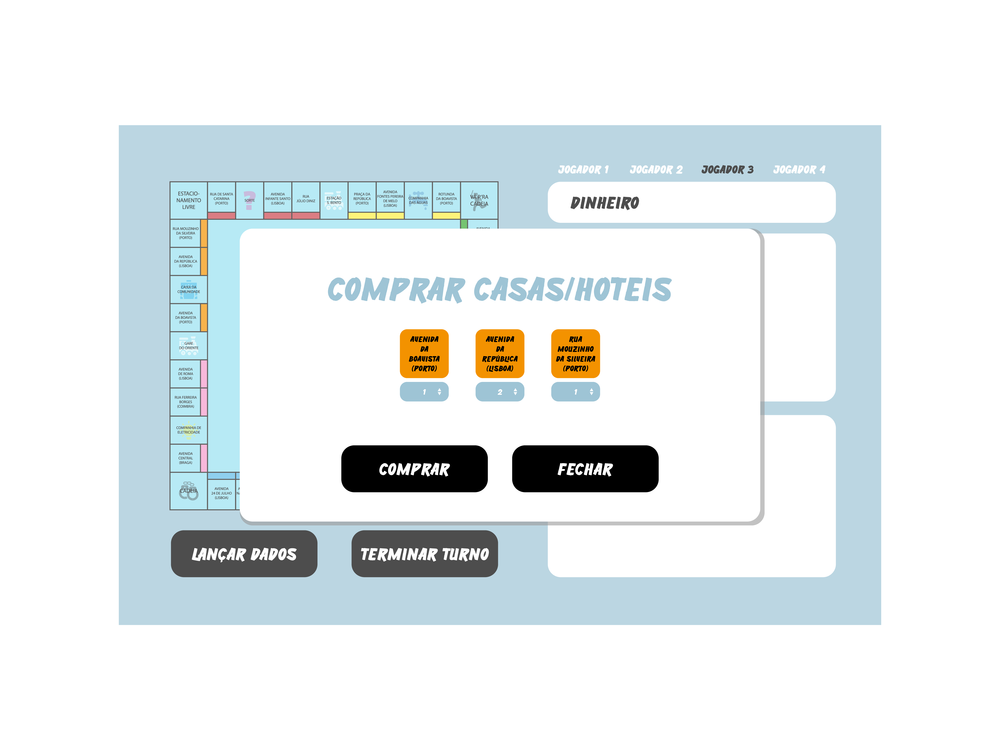 JOGADOR 1
JOGADOR 2
JOGADOR 3
JOGADOR 4
DINHEIRO
ESTACIO-
NAMENTO
LIVRE
RUA DE SANTA
CATARINA
(PORTO)
SORTE
AVENIDA
INFANTE SANTO
(LISBOA)
RUA
JÚLIO DINIZ
ESTAÇÃO
S. BENTO
PRAÇA DA
REPÚBLICA
(PORTO)
AVENIDA
FONTES PEREIRA
DE MELO
(LISBOA)
COMPANHIA
DAS ÁGUAS
ROTUNDA
DA BOAVISTA
(PORTO)
VÁ P'RA
CADEIA
RUA MOUZINHO
DA SILVEIRA
(PORTO)
AVENIDA
DA REPÚBLICA
(LISBOA)
CAIXA DA
COMUNIDADE
AVENIDA
DA BOAVISTA
(PORTO)
GARE
DO ORIENTE
AVENIDA
DE ROMA
(LISBOA)
RUA FERREIRA
BORGES
(COIMBRA)
COMPANHIA DE
ELETRICIDADE
AVENIDA
CENTRAL
(BRAGA)
CADEIA
AVENIDA
24 DE JULHO
(LISBOA)
COMPRAR CASAS/HOTEIS
AVENIDA
DA
BOAVISTA
(PORTO)
1
AVENIDA
DA
REPÚBLICA
(LISBOA)
2
RUA
MOUZINHO
DA SILVEIRA
(PORTO)
1
COMPRAR
FECHAR
LANÇAR DADOS
TERMINAR TURNO